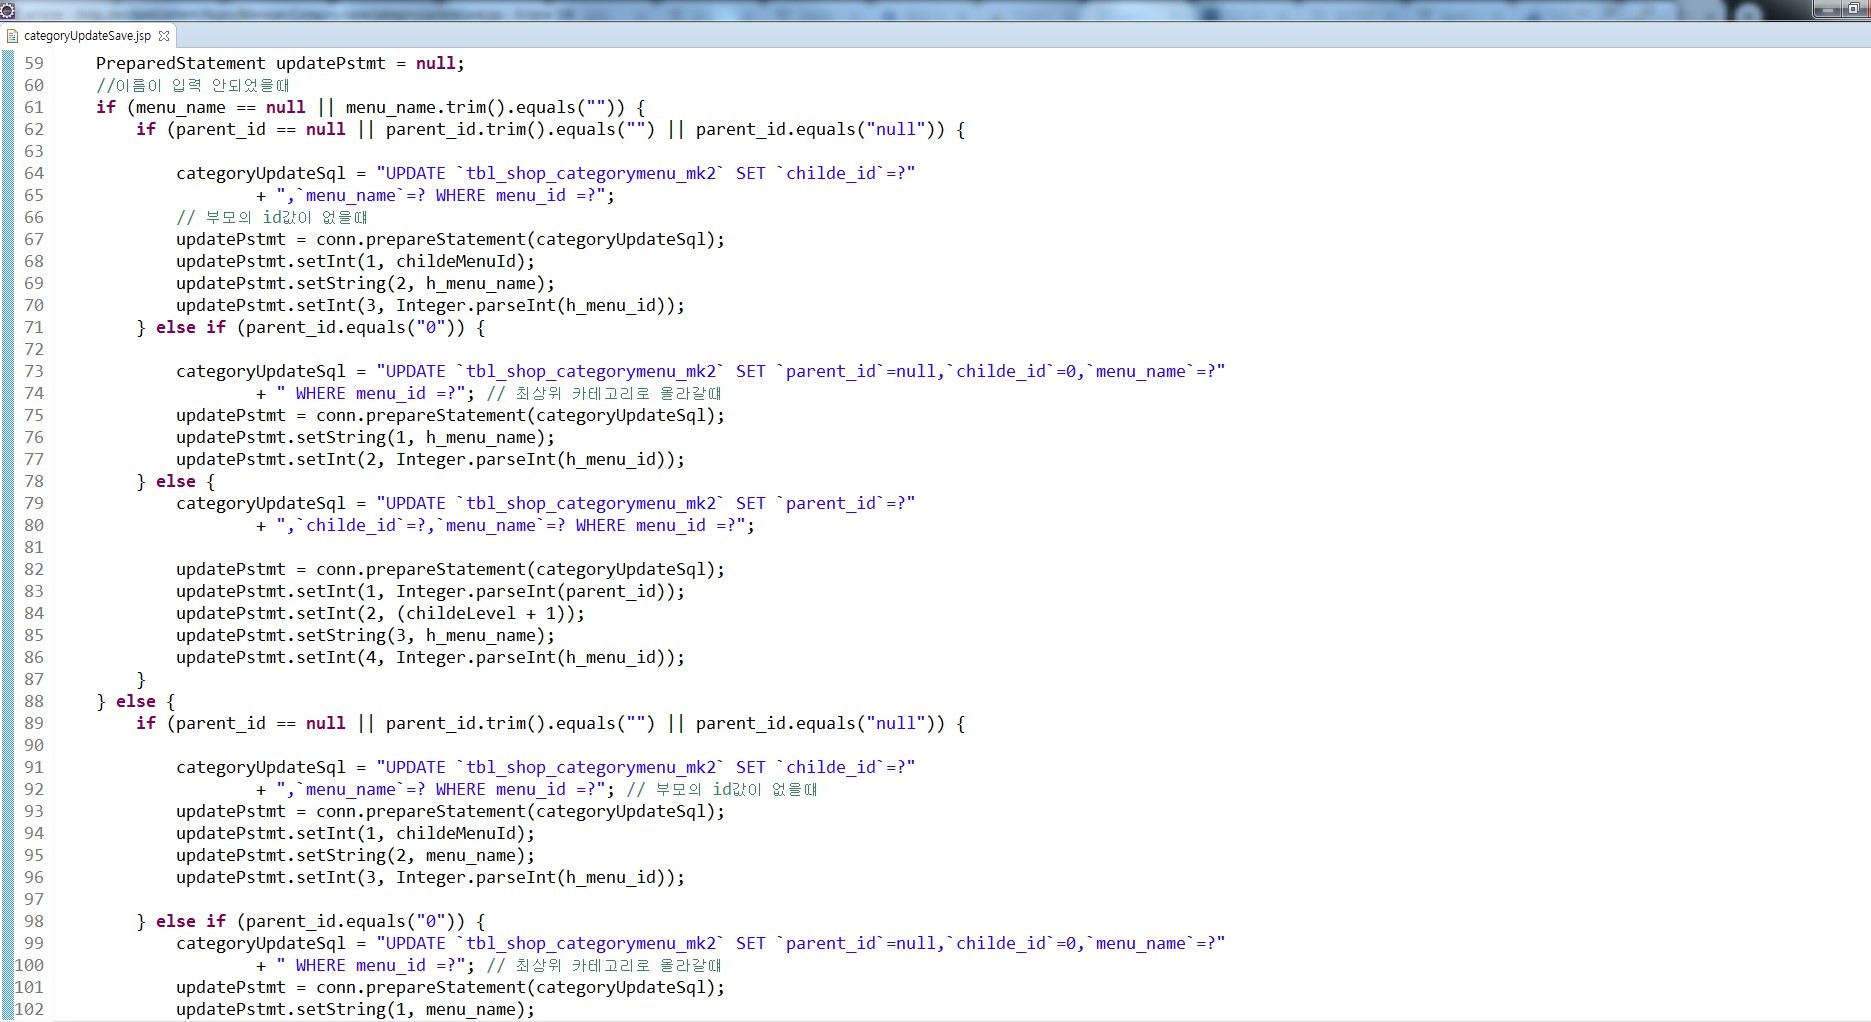 categoryUpdateSave.jsp
59 PreparedStatement updatePstmt = null;
60 //이름이 입력 안되었을때
61 if (menu_name == null || menu_name.trim().equals("")) {
62 if (parent_id == null || parent_id.trim().equals("") || parent_id.equals("null")) {
63
64 categoryUpdateSql = "UPDATE `tbl_shop_categorymenu_mk2` SET `childe_id`=?"
65 + ",`menu_name`=? WHERE menu_id =?";
66 // 부모의 id값이 없을떄
67 updatePstmt = conn.prepareStatement(categoryUpdateSql);
68 updatePstmt.setInt(1, childeMenuId);
69 updatePstmt.setString(2, h_menu_name);
70 updatePstmt.setInt(3, Integer.parseInt(h_menu_id));
71 } else if (parent_id.equals("0")) {
72
73 categoryUpdateSql = "UPDATE `tbl_shop_categorymenu_mk2` SET `parent_id`=null,`childe_id`=0,`menu_name`=?"
74 + " WHERE menu_id =?"; // 최상위 카테고리로 올라갈떄
75 updatePstmt = conn.prepareStatement(categoryUpdateSql);
76 updatePstmt.setString(1, h_menu_name);
77 updatePstmt.setInt(2, Integer.parseInt(h_menu_id));
78 } else {
79 categoryUpdateSql = "UPDATE `tbl_shop_categorymenu_mk2` SET `parent_id`=?"
80 + ",`childe_id`=?,`menu_name`=? WHERE menu_id =?";
81
82 updatePstmt = conn.prepareStatement(categoryUpdateSql);
83 updatePstmt.setInt(1, Integer.parseInt(parent_id));
84 updatePstmt.setInt(2, (childeLevel + 1));
85 updatePstmt.setString(3, h_menu_name);
86 updatePstmt.setInt(4, Integer.parseInt(h_menu_id));
87 }
88 } else {
89 if (parent_id == null || parent_id.trim().equals("") || parent_id.equals("null")) {
90
91 categoryUpdateSql = "UPDATE `tbl_shop_categorymenu_mk2` SET `childe_id`=?"
92 + ",`menu_name`=? WHERE menu_id =?"; // 부모의 id값이 없을떄
93 updatePstmt = conn.prepareStatement(categoryUpdateSql);
94 updatePstmt.setInt(1, childeMenuId);
95 updatePstmt.setString(2, menu_name);
96 updatePstmt.setInt(3, Integer.parseInt(h_menu_id));
97
98 } else if (parent_id.equals("0")) {
99 categoryUpdateSql = "UPDATE `tbl_shop_categorymenu_mk2` SET `parent_id`=null,`childe_id`=0,`menu_name`=?"
100 + " WHERE menu_id =?"; // 최상위 카테고리로 올라갈떄
101 updatePstmt = conn.prepareStatement(categoryUpdateSql);
102 updatePstmt.setString(1, menu_name);